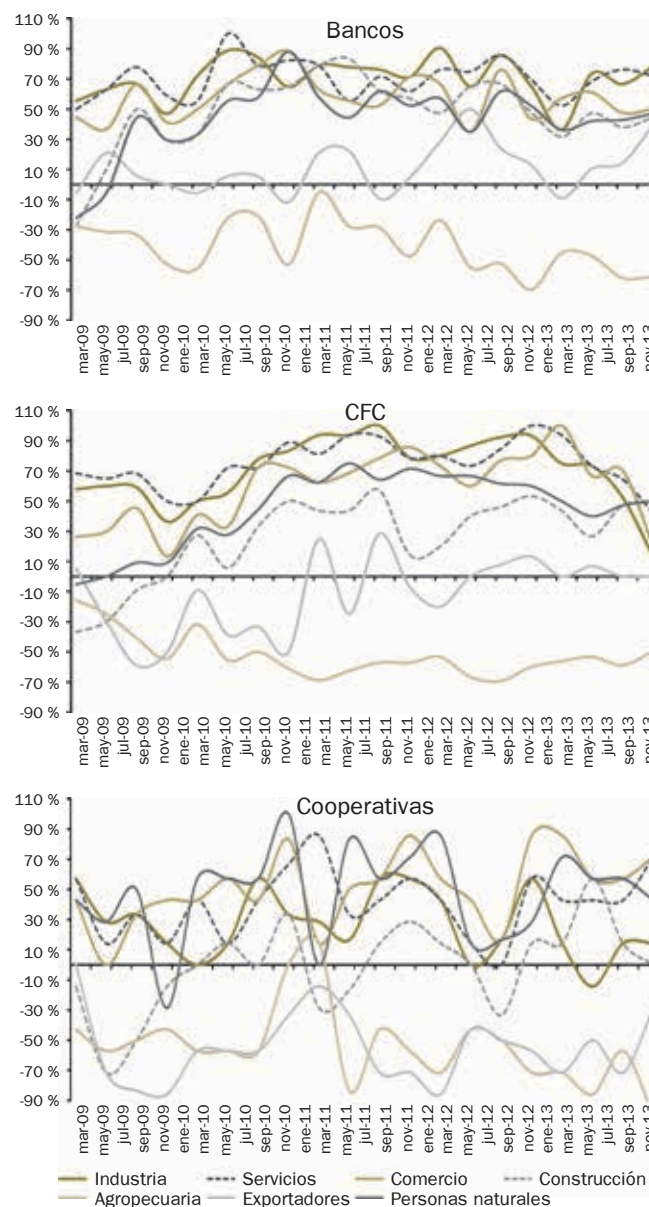 Bancos
110 %
90 %
70 %
50 %
30 %
10 %
-10 %
-30 %
-50 %
-70 %
-90 %
mar-09
may-09
jul-09
sep-09
nov-09
ene-10
mar-10
may-10
jul-10
sep-10
nov-10
ene-11
mar-11
may-11
jul-11
sep-11
nov-11
ene-12
mar-12
may-12
jul-12
sep-12
nov-12
ene-13
mar-13
may-13
jul-13
sep-13
nov-13
CFC
110 %
90 %
70 %
50 %
30 %
10 %
-10 %
-30 %
-50 %
-70 %
-90 %
mar-09
may-09
jul-09
sep-09
nov-09
ene-10
mar-10
may-10
jul-10
sep-10
nov-10
ene-11
mar-11
may-11
jul-11
sep-11
nov-11
ene-12
mar-12
may-12
jul-12
sep-12
nov-12
ene-13
mar-13
may-13
jul-13
sep-13
nov-13
Cooperativas
110 %
90 %
70 %
50 %
30 %
10 %
-10 %
-30 %
-50 %
-70 %
-90 %
mar-09
may-09
jul-09
sep-09
nov-09
ene-10
mar-10
may-10
jul-10
sep-10
nov-10
ene-11
mar-11
may-11
jul-11
sep-11
nov-11
ene-12
mar-12
may-12
jul-12
sep-12
nov-12
ene-13
mar-13
may-13
jul-13
sep-13
nov-13
Industria Servicios Comercio Construcción
Agropecuaria Exportadores Personas naturales